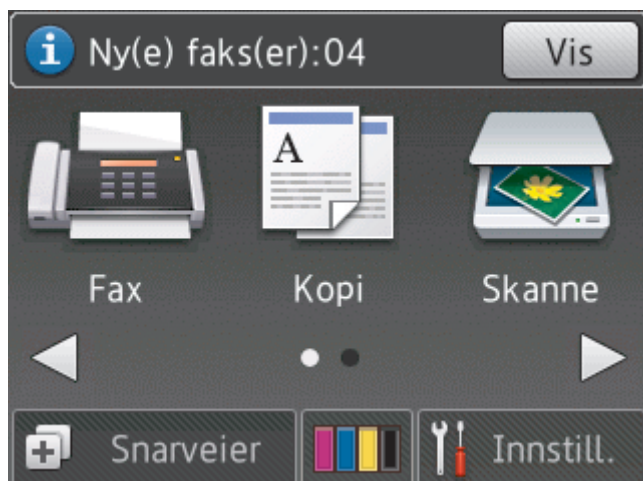 Ny(e) faks(er):04 Vis
A
Fax Kopi Skanne
Snarveier Innstill.